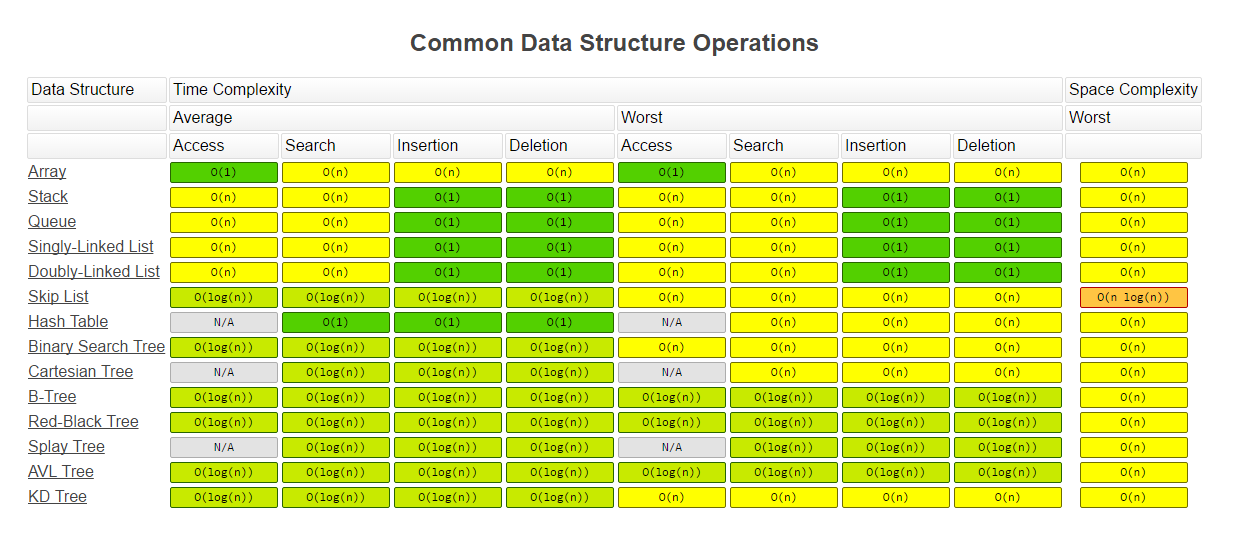 Common Data Structure Operations
Data Structure Time Complexity Space Complexity
Average Worst Worst
Access Search Insertion Deletion Access Search Insertion Deletion
Array O(1) O(n) O(n) O(n) O(1) O(n) O(n) O(n) O(n)
Stack O(n) O(n) O(1) O(1) O(n) O(n) O(1) O(1) O(n)
Queue O(n) O(n) O(1) O(1) O(n) O(n) O(1) O(1) O(n)
Singly-Linked List O(n) O(n) O(1) O(1) O(n) O(n) O(1) O(1) O(n)
Doubly-Linked List O(n) O(n) O(1) O(1) O(n) O(n) O(1) O(1) O(n)
Skip List O(log(n)) O(log(n)) O(log(n)) O(log(n)) O(n) O(n) O(n) O(n) O(n log(n))
Hash Table N/A O(1) O(1) O(1) N/A O(n) O(n) O(n) O(n)
Binary Search Tree O(log(n)) O(log(n)) O(log(n)) O(log(n)) O(n) O(n) O(n) O(n) O(n)
Cartesian Tree N/A O(log(n)) O(log(n)) O(log(n)) N/A O(n) O(n) O(n) O(n)
B-Tree O(log(n)) O(log(n)) O(log(n)) O(log(n)) O(log(n)) O(log(n)) O(log(n)) O(log(n)) O(n)
Red-Black Tree O(log(n)) O(log(n)) O(log(n)) O(log(n)) O(log(n)) O(log(n)) O(log(n)) O(log(n)) O(n)
Splay Tree N/A O(log(n)) O(log(n)) O(log(n)) N/A O(log(n)) O(log(n)) O(log(n)) O(n)
AVL Tree O(log(n)) O(log(n)) O(log(n)) O(log(n)) O(log(n)) O(log(n)) O(log(n)) O(log(n)) O(n)
KD Tree O(log(n)) O(log(n)) O(log(n)) O(log(n)) O(n) O(n) O(n) O(n) O(n)